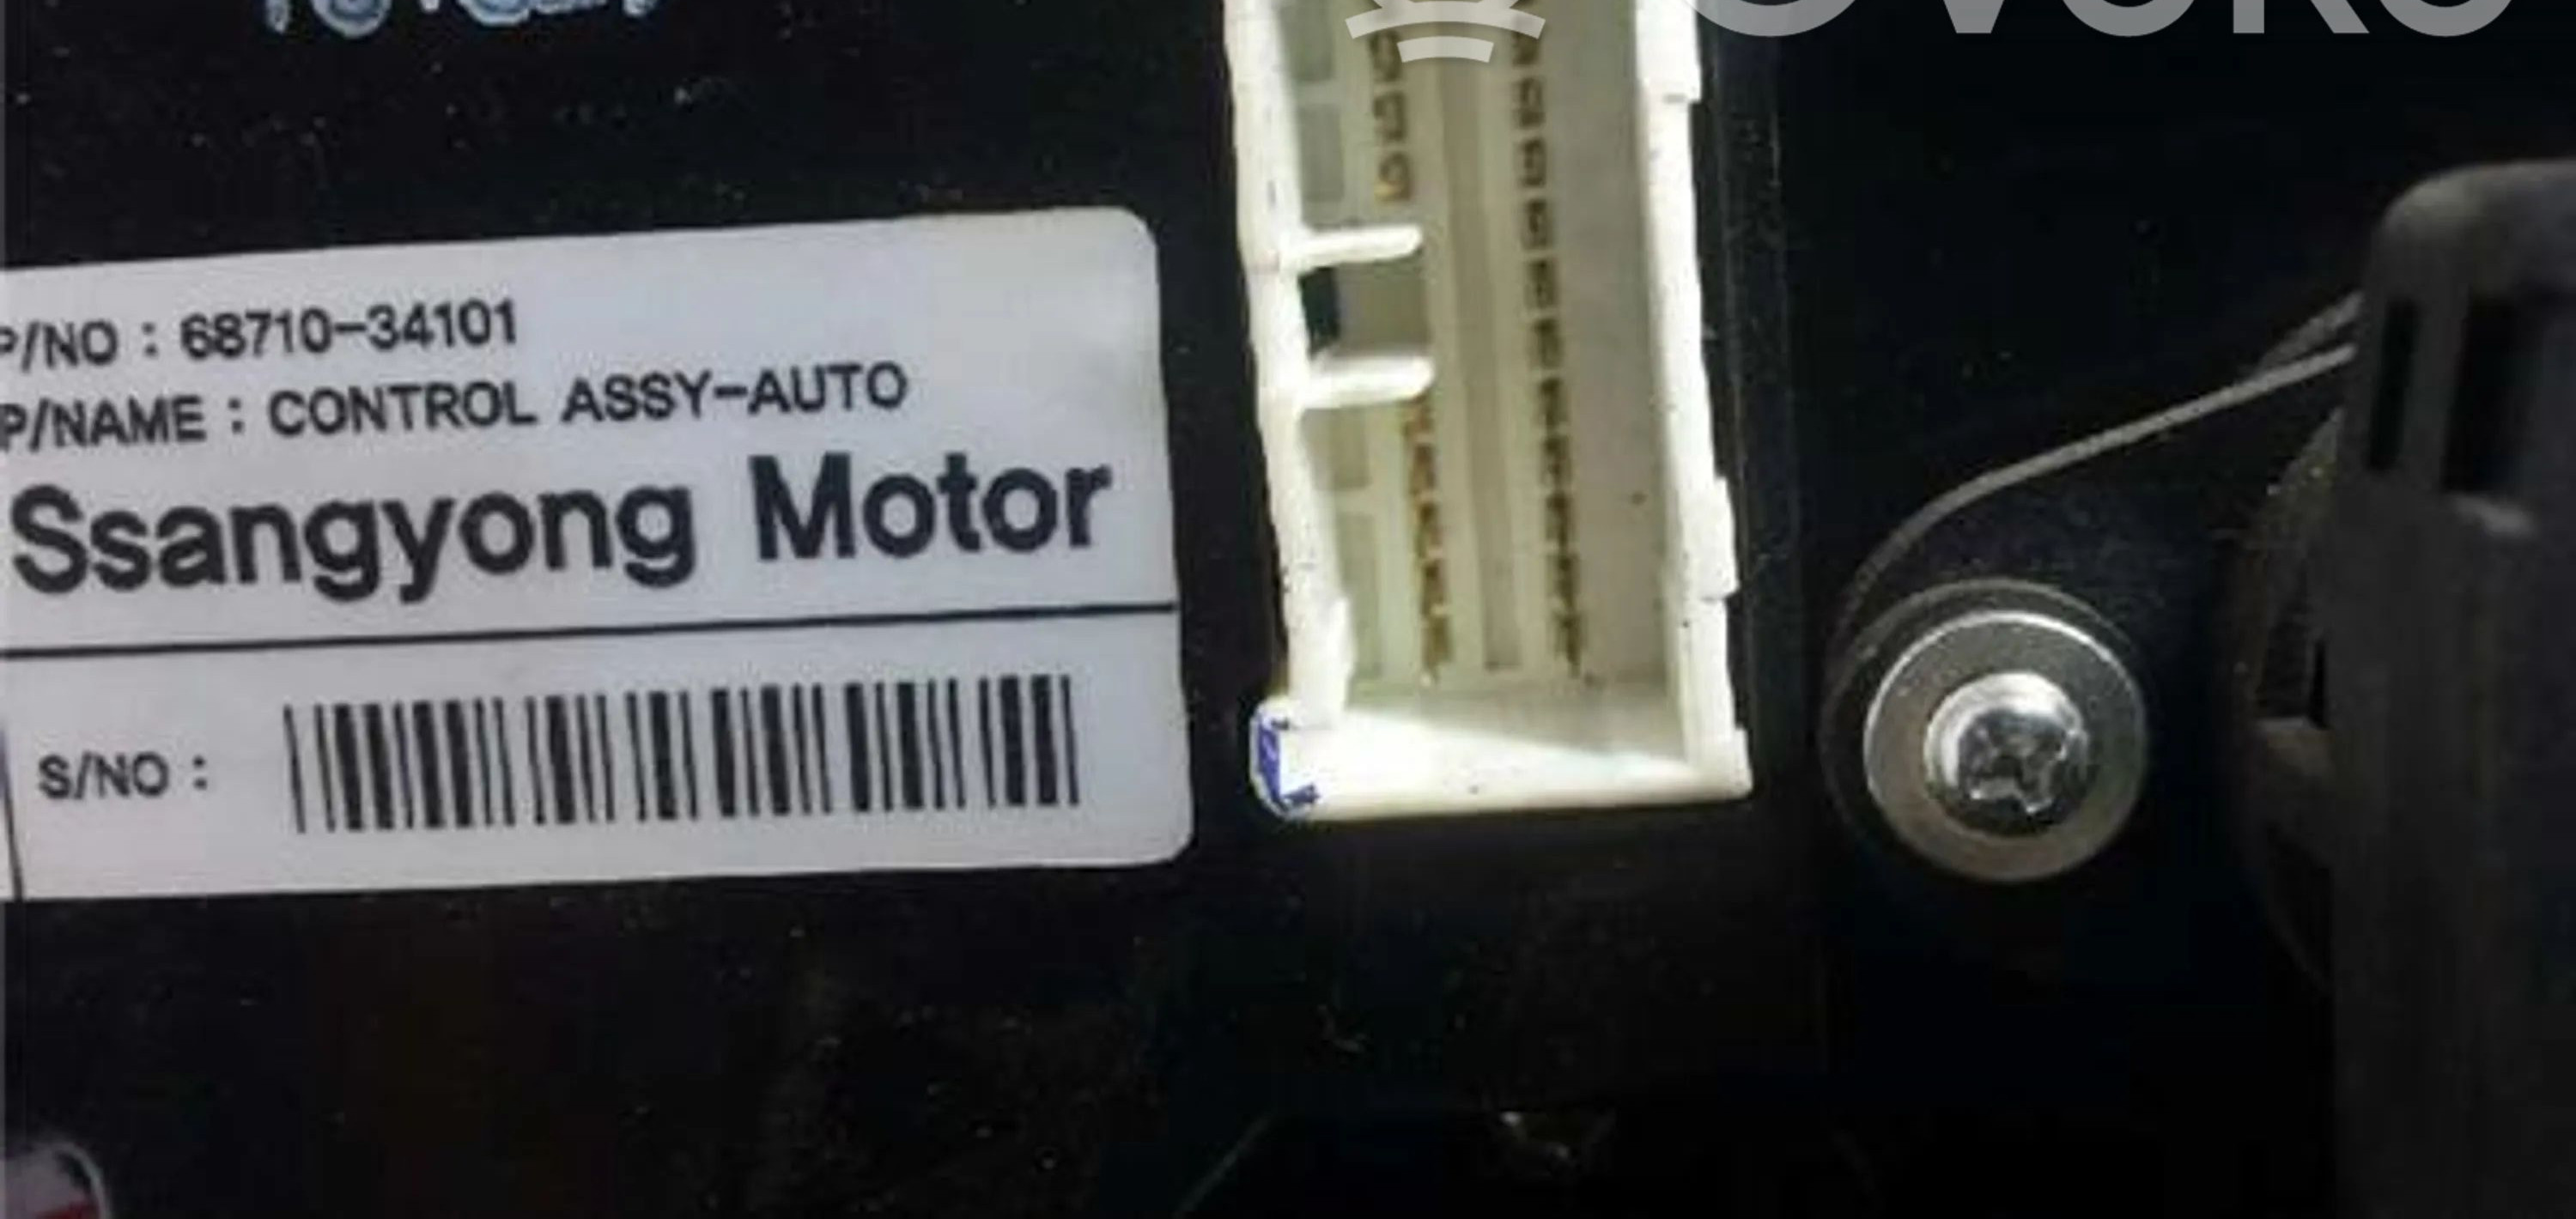 P/NO : 68710-34101
P/NAME : CONTROL ASSY-AUTO
Ssangyong Motor
S/NO :